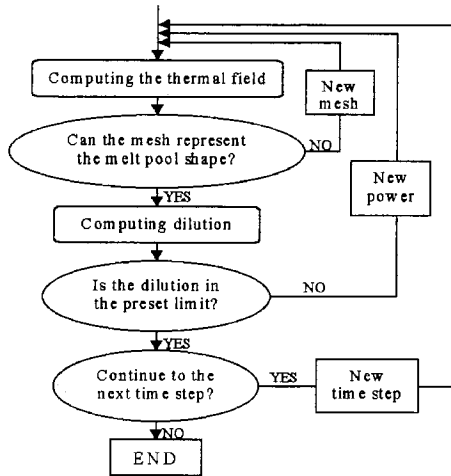 Computing the thermal field
New
mesh
Can the mesh represent
the melt pool shape?
NO
YES
New
power
Computing dilution
Is the dilution in
the preset limit?
NO
YES
Continue to the
next time step?
YES
New
time step
NO
END